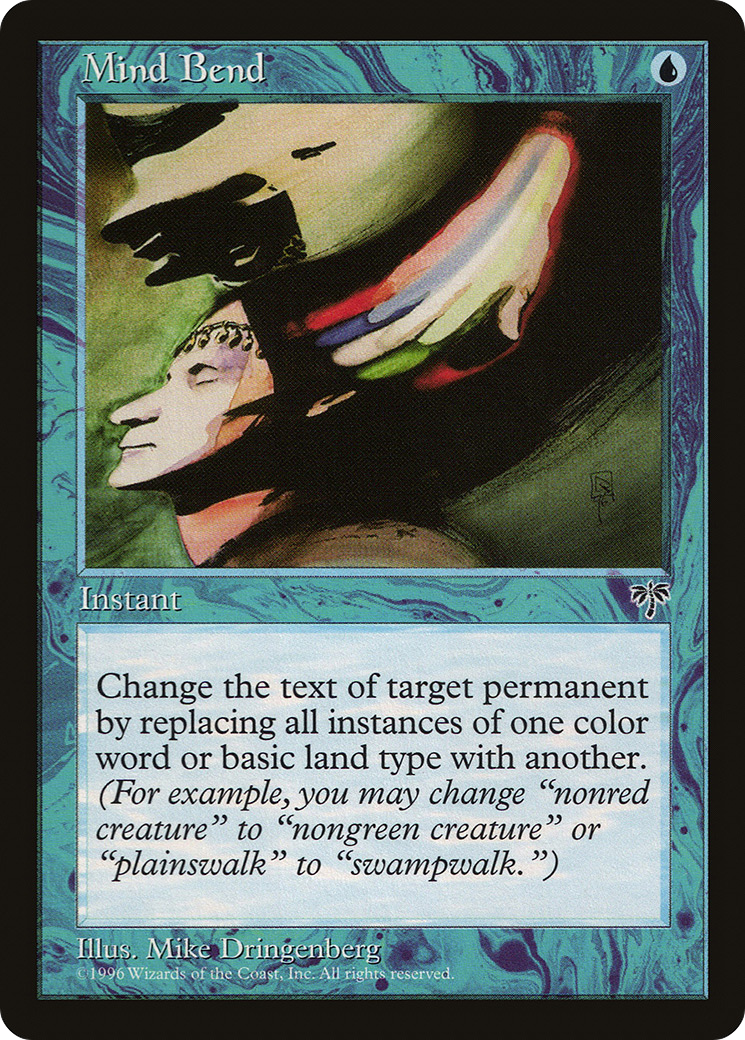 Mind Bend
Instant
Change the text of target permanent
by replacing all instances of one color
word or basic land type with another.
(For example, you may change “nonred
creature” to “nongreen creature” or
“plainswalk” to “swampwalk.”)
Illus. Mike Dringenberg
©1996 Wizards of the Coast, Inc. All rights reserved.